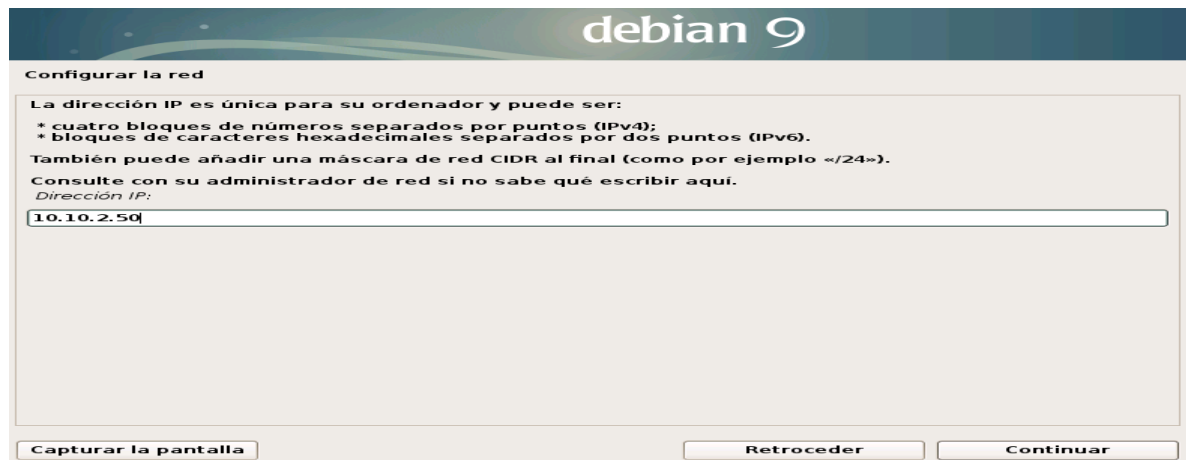 debian 9
Configurar la red
La dirección IP es única para su ordenador y puede ser:
* cuatro bloques de números separados por puntos (IPv4);
* bloques de caracteres hexadecimales separados por dos puntos (IPv6).
También puede añadir una máscara de red CIDR al final (como por ejemplo «/24»).
Consulte con su administrador de red si no sabe qué escribir aquí.
Dirección IP:
10.10.2.50
Capturar la pantalla
Retroceder
Continuar